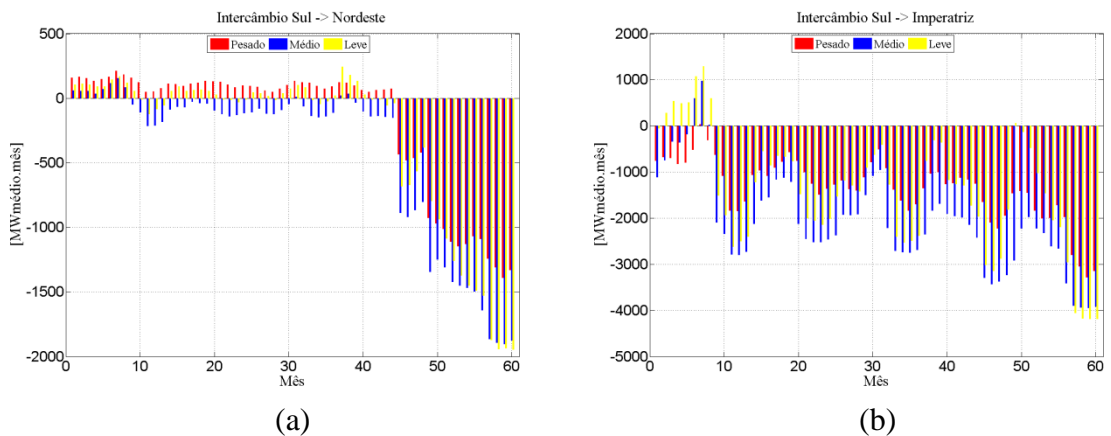 Intercâmbio Sul -> Nordeste
Pesado Médio Leve
500
0
-500
-1000
-1500
-2000
[MWmédio.mês]
0 10 20 30 40 50 60
Mês
(a)
Intercâmbio Sul -> Imperatriz
Pesado Médio Leve
2000
1000
0
-1000
-2000
-3000
-4000
-5000
[MWmédio.mês]
0 10 20 30 40 50 60
Mês
(b)